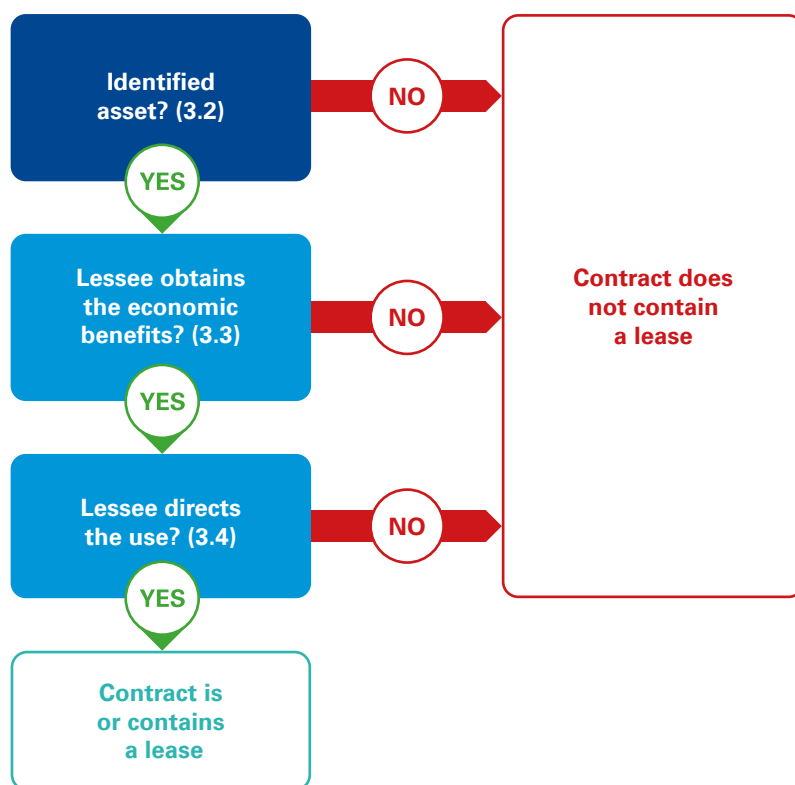 Identified
asset? (3.2)
NO
YES
Lessee obtains
the economic
benefits? (3.3)
NO
Contract does
not contain
a lease
YES
Lessee directs
the use? (3.4)
NO
YES
Contract is
or contains
a lease